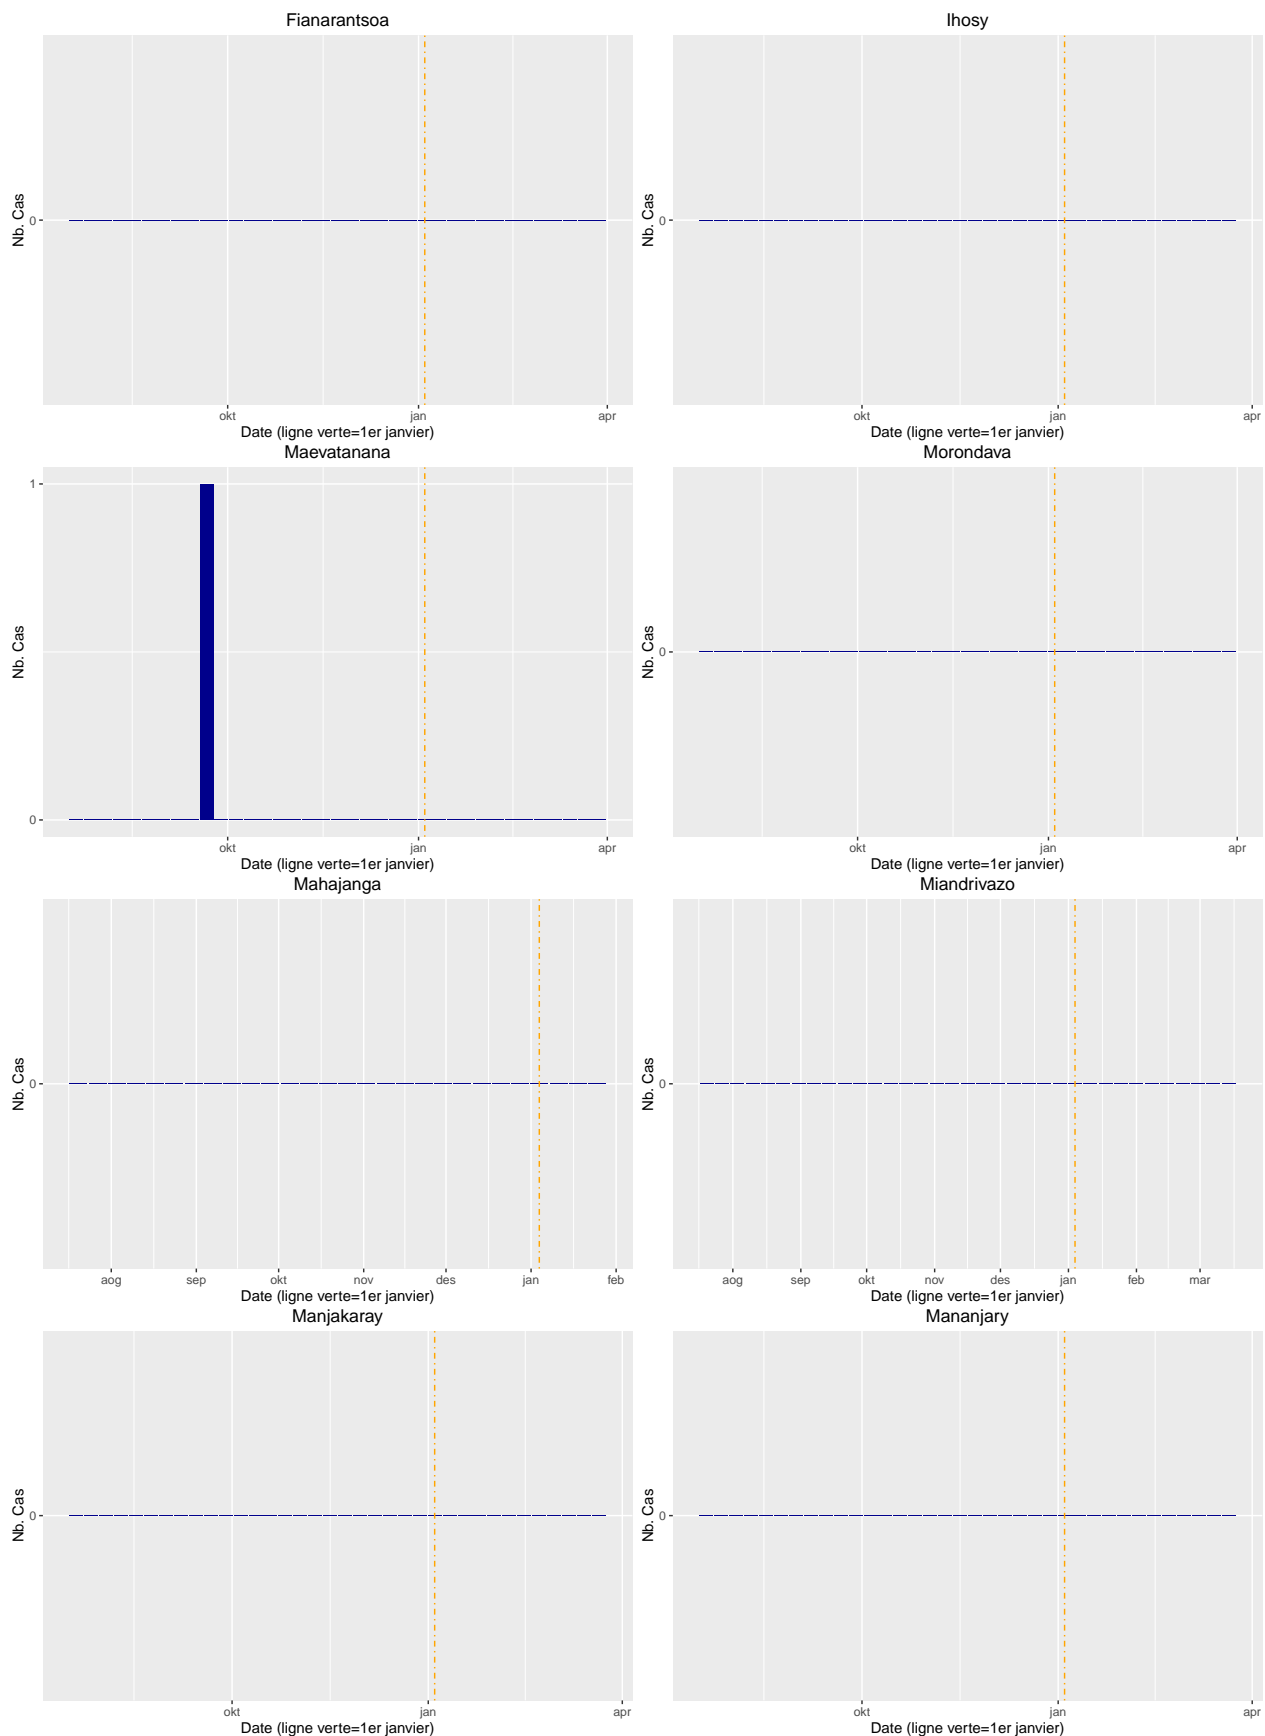 Fianarantsoa
Nb. Cas
0
okt jan apr
Date (ligne verte=1er janvier)
Ihosy
Nb. Cas
0
okt jan apr
Date (ligne verte=1er janvier)
Maevatanana
Nb. Cas
1
0
okt jan apr
Date (ligne verte=1er janvier)
Morondava
Nb. Cas
0
okt jan apr
Date (ligne verte=1er janvier)
Mahajanga
Nb. Cas
0
aog sep okt nov des jan feb
Date (ligne verte=1er janvier)
Miandrivazo
Nb. Cas
0
aog sep okt nov des jan feb mar
Date (ligne verte=1er janvier)
Manjakaray
Nb. Cas
0
okt jan apr
Date (ligne verte=1er janvier)
Mananjary
Nb. Cas
0
okt jan apr
Date (ligne verte=1er janvier)